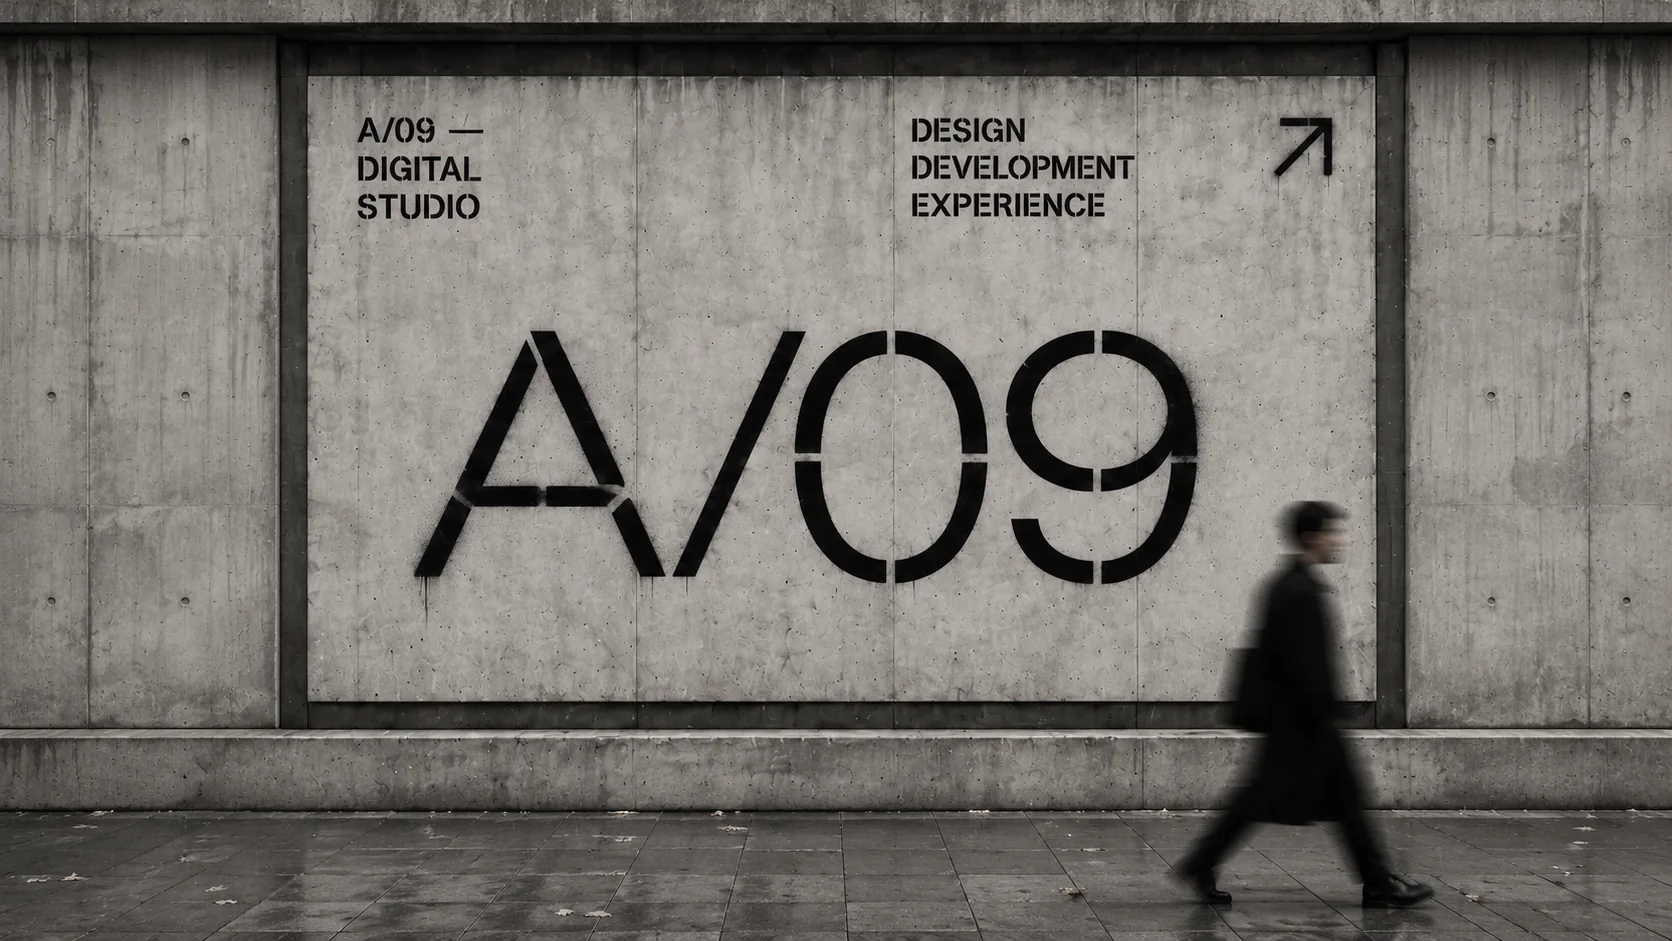 A/09 —
DIGITAL
STUDIO
DESIGN
DEVELOPMENT
EXPERIENCE
A/09